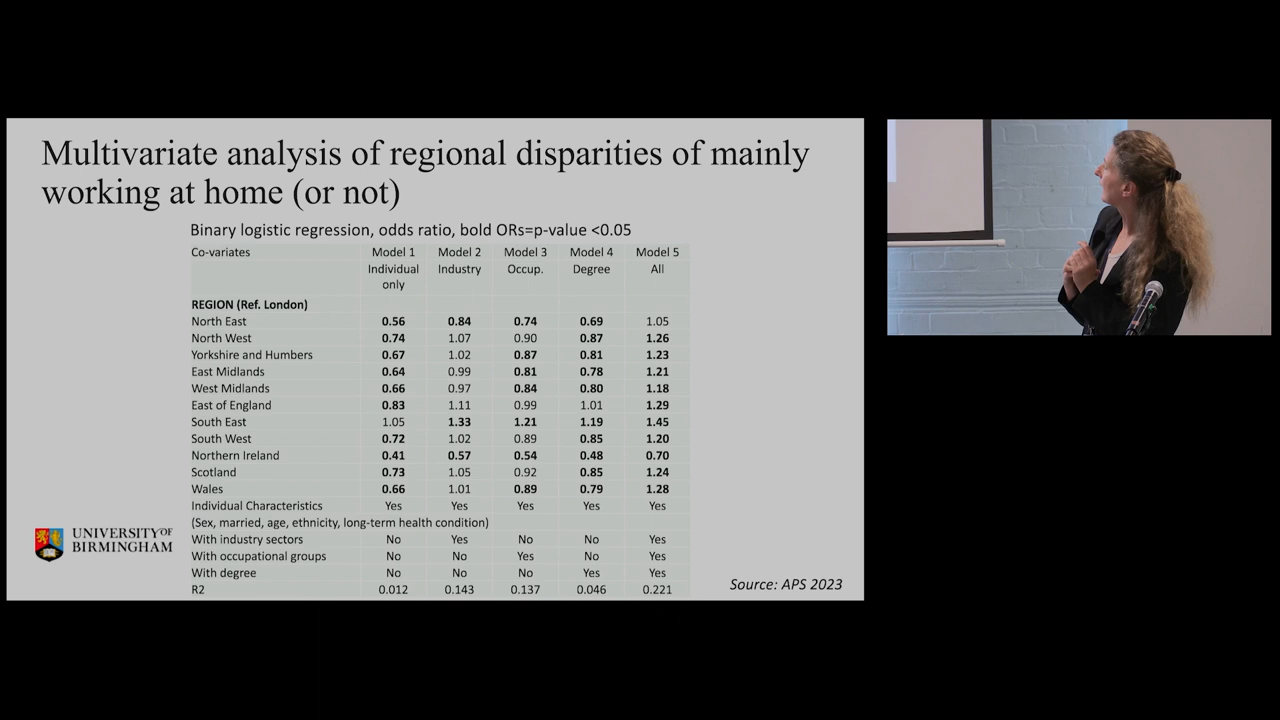 Multivariate analysis of regional disparities of mainly
working at home (or not)
Binary logistic regression, odds ratio, bold ORs=p-value <0.05
Co-variates Model 1 Model 2 Model 3 Model 4 Model 5
Individual Industry Occup. Degree All
only
REGION (Ref. London)
North East 0.56 0.84 0.74 0.69 1.05
North West 0.74 1.07 0.90 0.87 1.26
Yorkshire and Humbers 0.67 1.02 0.87 0.81 1.23
East Midlands 0.64 0.99 0.81 0.78 1.21
West Midlands 0.66 0.97 0.84 0.80 1.18
East of England 0.83 1.11 0.99 1.01 1.29
South East 1.05 1.33 1.21 1.19 1.45
South West 0.72 1.02 0.89 0.85 1.20
Northern Ireland 0.41 0.57 0.54 0.48 0.70
Scotland 0.73 1.05 0.92 0.85 1.24
Wales 0.66 1.01 0.89 0.79 1.28
Individual Characteristics Yes Yes Yes Yes Yes
(Sex, married, age, ethnicity, long-term health condition)
With industry sectors No Yes No No Yes
With occupational groups No No Yes No Yes
With degree No No No Yes Yes
R2 0.012 0.143 0.137 0.046 0.221
UNIVERSITY OF
BIRMINGHAM
Source: APS 2023